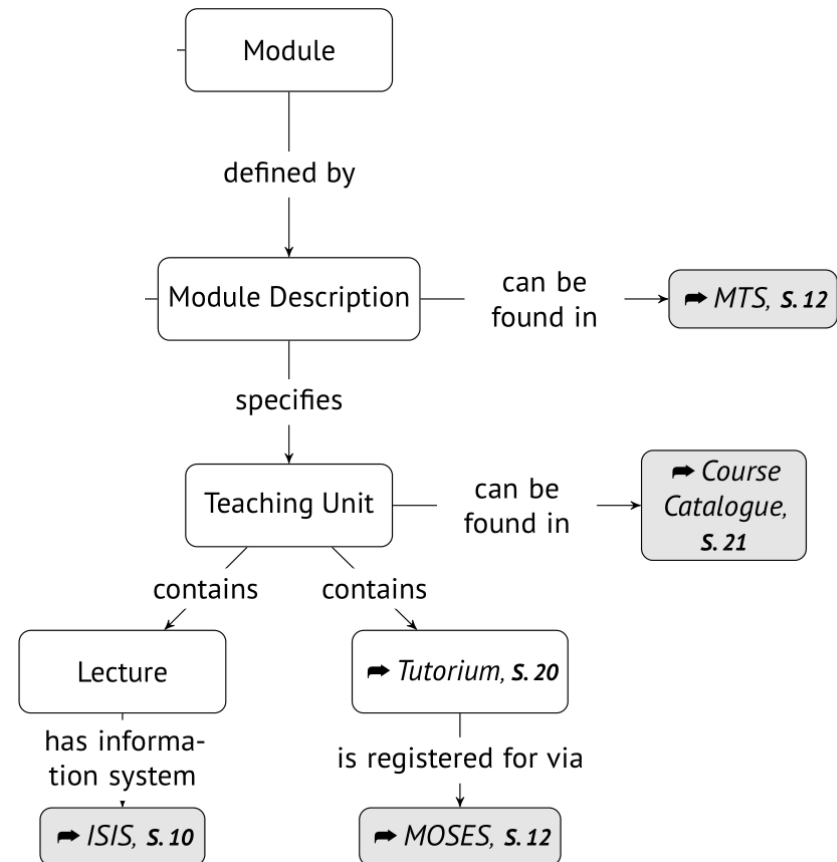 Module
defined by
Module Description
can be
found in
➦ MTS, S. 12
specifies
Teaching Unit
can be
found in
➦ Course
Catalogue,
S. 21
contains
contains
Lecture
➦ Tutorium, S. 20
has informa-
tion system
is registered for via
➦ ISIS, S. 10
➦ MOSES, S. 12